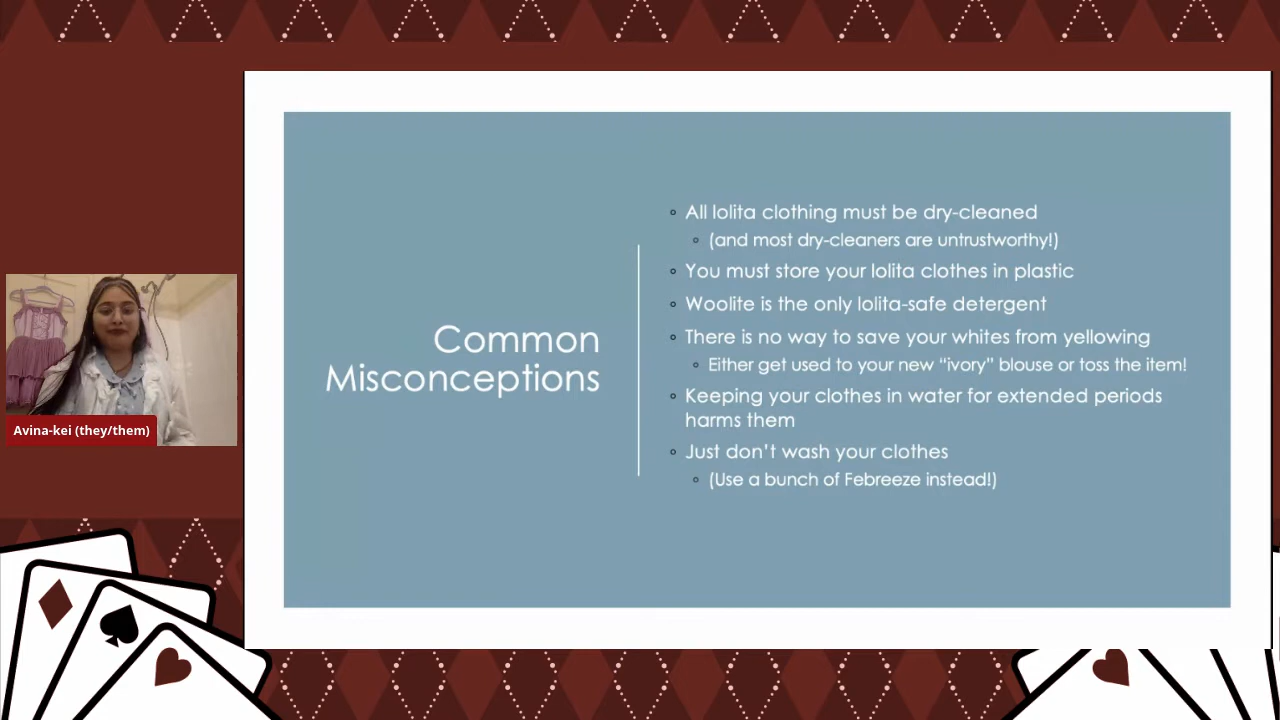 Common
Misconceptions
All lolita clothing must be dry-cleaned
(and most dry-cleaners are untrustworthy!)
You must store your lolita clothes in plastic
Woolite is the only lolita-safe detergent
There is no way to save your whites from yellowing
Either get used to your new “ivory” blouse or toss the item!
Keeping your clothes in water for extended periods
harms them
Just don’t wash your clothes
(Use a bunch of Febreeze instead!)
Avina-kei (they/them)